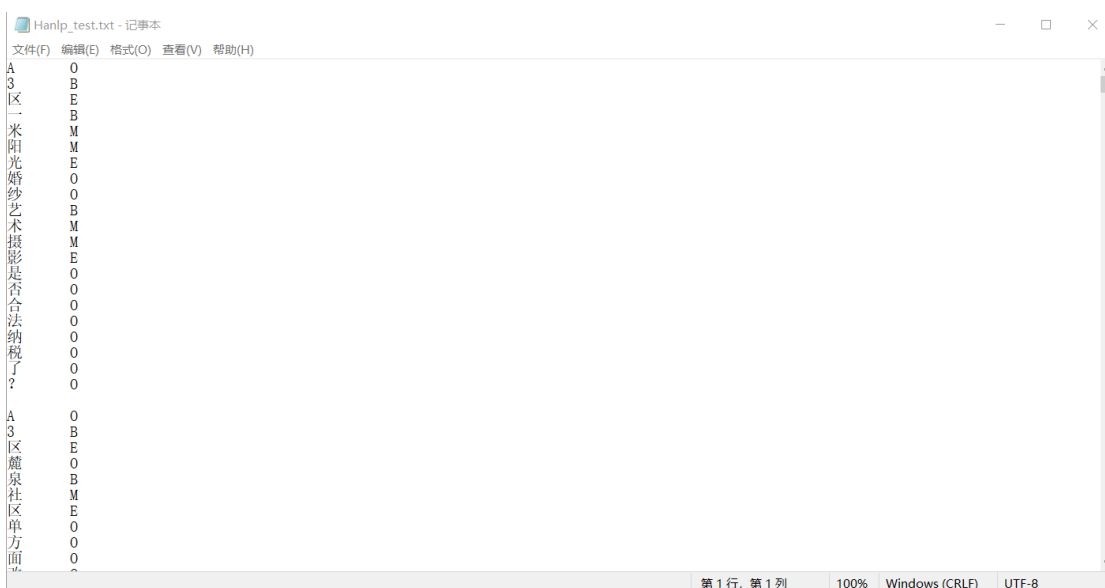 Hanlp_test.txt - 记事本
文件(F) 编辑(E) 格式(O) 查看(V) 帮助(H)
A O
3 B
区 E
一 B
米 M
阳 M
光 E
婚 O
纱 O
艺 B
术 M
摄 M
影 E
是 O
否 O
合 O
法 O
纳 O
税 O
了 O
? O
A O
3 B
区 E
麓 O
泉 B
社 M
区 E
单 O
方 O
面 O
第 1 行，第 1 列 100% Windows (CRLF) UTF-8